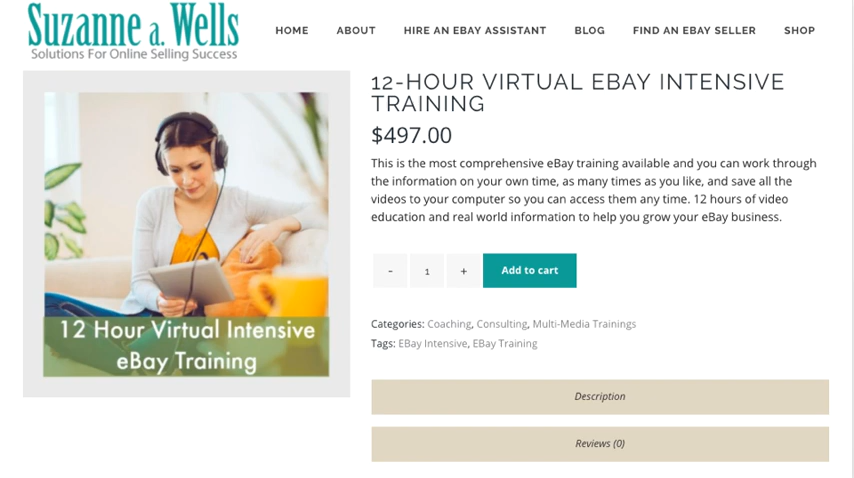 Suzanne a. Wells
Solutions For Online Selling Success
HOME
ABOUT
HIRE AN EBAY ASSISTANT
BLOG
FIND AN EBAY SELLER
SHOP
12 Hour Virtual Intensive
eBay Training
12-HOUR VIRTUAL EBAY INTENSIVE
TRAINING
$497.00
This is the most comprehensive eBay training available and you can work through
the information on your own time, as many times as you like, and save all the
videos to your computer so you can access them any time. 12 hours of video
education and real world information to help you grow your eBay business.
- 1 + Add to cart
Categories: Coaching, Consulting, Multi-Media Trainings
Tags: EBay Intensive, EBay Training
Description
Reviews (0)